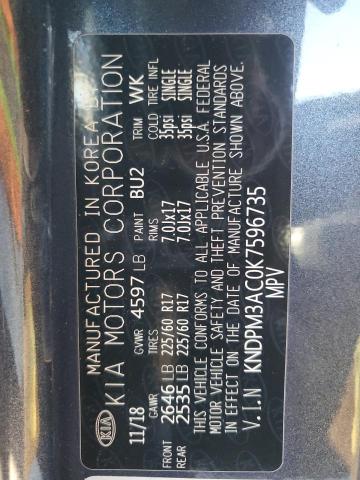 MANUFACTURED IN KOREA BY
KIA KIA MOTORS CORPORATION
11/18 GVWR 4597 LB PAINT BU2 TRIM WK
GAWR TIRES RIMS COLD TIRE INFL
FRONT 2646 LB 225/60 R17 7.0Jx17 35psi SINGLE
REAR 2535 LB 225/60 R17 7.0Jx17 35psi SINGLE
THIS VEHICLE CONFORMS TO ALL APPLICABLE U.S.A. FEDERAL
MOTOR VEHICLE SAFETY AND THEFT PREVENTION STANDARDS
IN EFFECT ON THE DATE OF MANUFACTURE SHOWN ABOVE.
V.I.N KNDPM3AC0K7596735
MPV